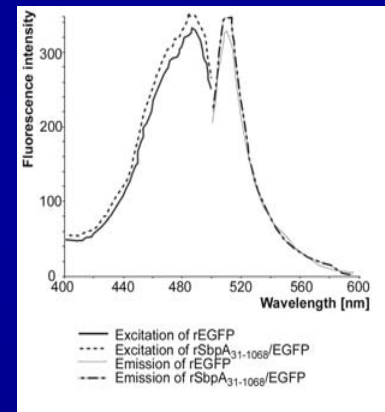 Fluorescence intensity
300
200
100
0
400 440 480 520 560 600
Wavelength [nm]
Excitation of rEGFP
Excitation of rSbpA31-1068/EGFP
Emission of rEGFP
Emission of rSbpA31-1068/EGFP